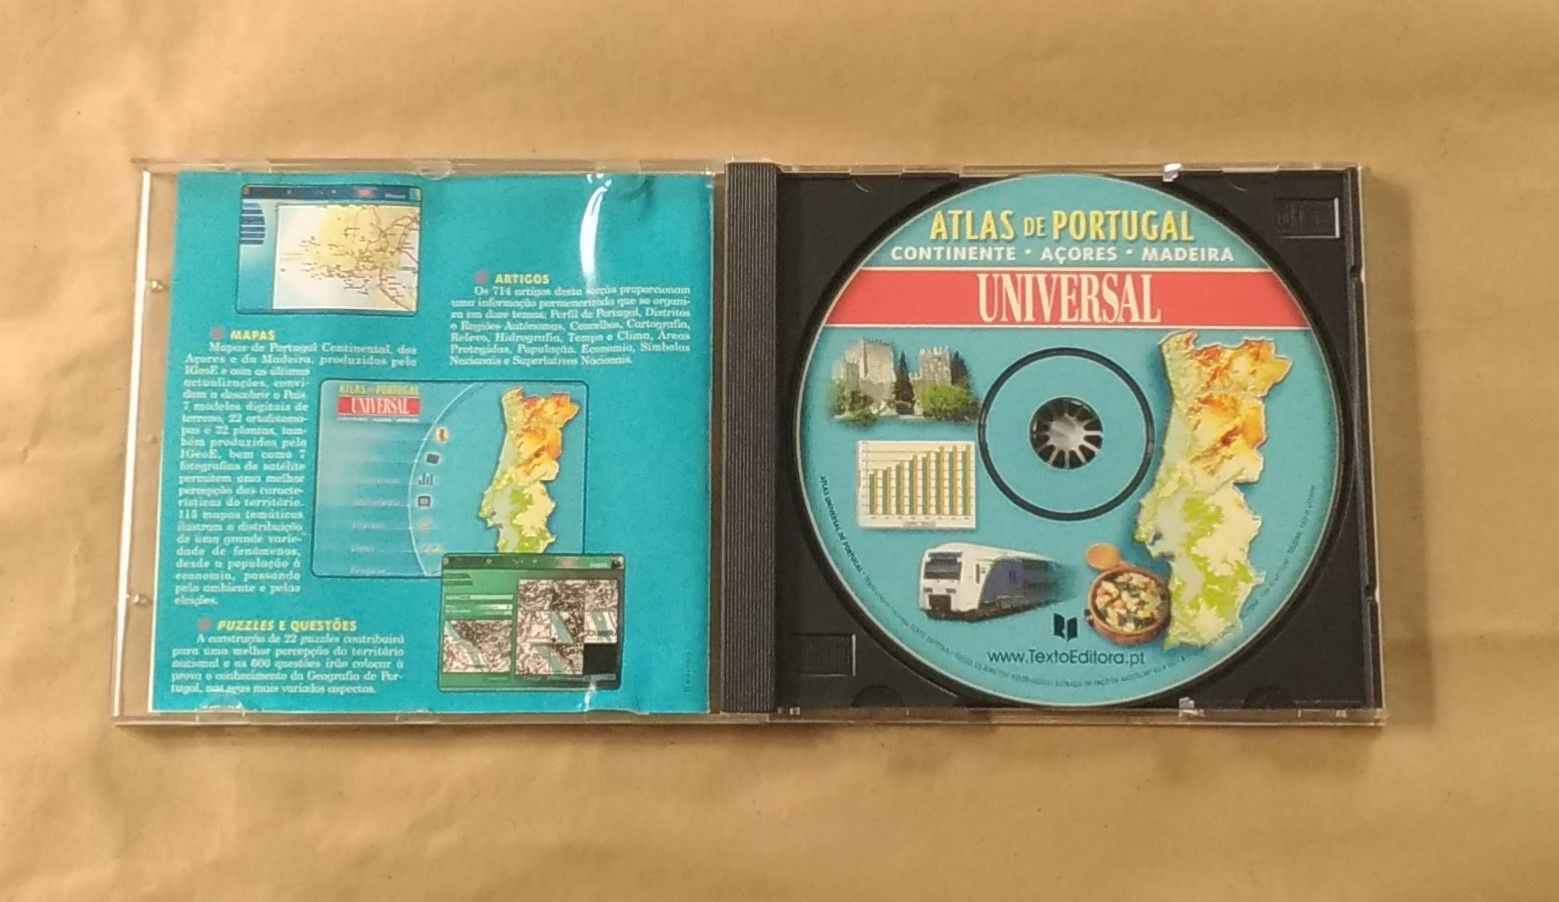 MAPAS
Mapas de Portugal Continental, dos
Açores e da Madeira, produzidos pelo
IGeoE e com as últimas
actualizações, convi-
dam a descobrir o País.
7 modelos digitais de
terreno, 22 ortofotoma-
pas e 32 plantas, tam-
bém produzidos pelo
IGeoE, bem como 7
fotografias de satélite
permitem uma melhor
percepção das caracte-
rísticas do território.
115 mapas temáticos
ilustram a distribuição
de uma grande varie-
dade de fenómenos,
desde a população à
economia, passando
pelo ambiente e pelas
eleições.
PUZZLES E QUESTÕES
A construção de 22 puzzles contribuirá
para uma melhor percepção do território
nacional e as 600 questões irão colocar à
prova o conhecimento da Geografia de Por-
tugal, nos seus mais variados aspectos.
ARTIGOS
Os 714 artigos desta secção proporcionam
uma informação pormenorizada que se organi-
za em doze temas: Perfil de Portugal, Distritos
e Regiões Autónomas, Concelhos, Cartografia,
Relevo, Hidrografia, Tempo e Clima, Áreas
Protegidas, População, Economia, Símbolos
Nacionais e Superlativos Nacionais.
ATLAS DE PORTUGAL
UNIVERSAL
ATLAS DE PORTUGAL
CONTINENTE • AÇORES • MADEIRA
UNIVERSAL
www.TextoEditora.pt
ATLAS UNIVERSAL DE PORTUGAL